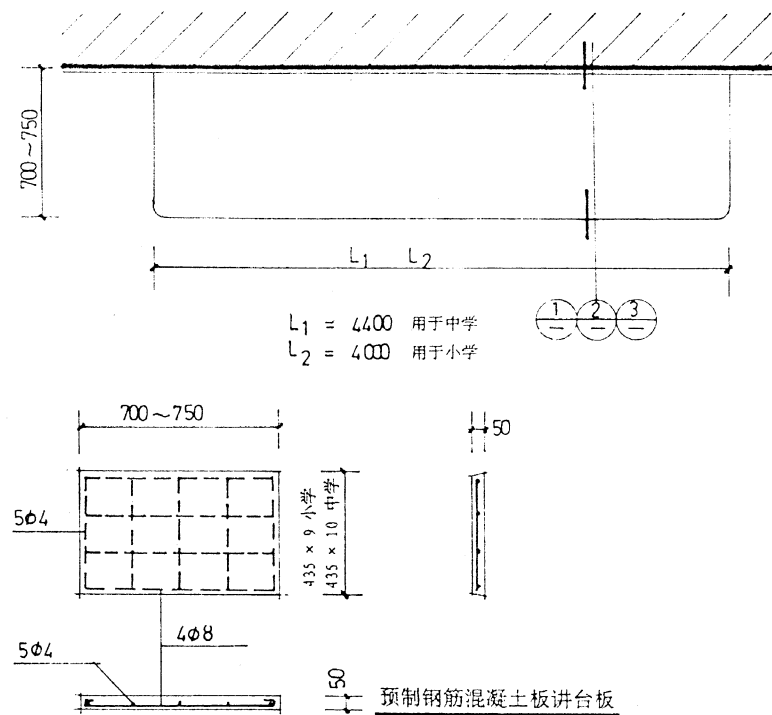 700~750
L1 L2
L1 = 4400 用于中学
L2 = 4000 用于小学
1 2 3
— — —
700~750
50
5φ4
435×9 小学
435×10 中学
4φ8
5φ4
50
预制钢筋混凝土板讲台板